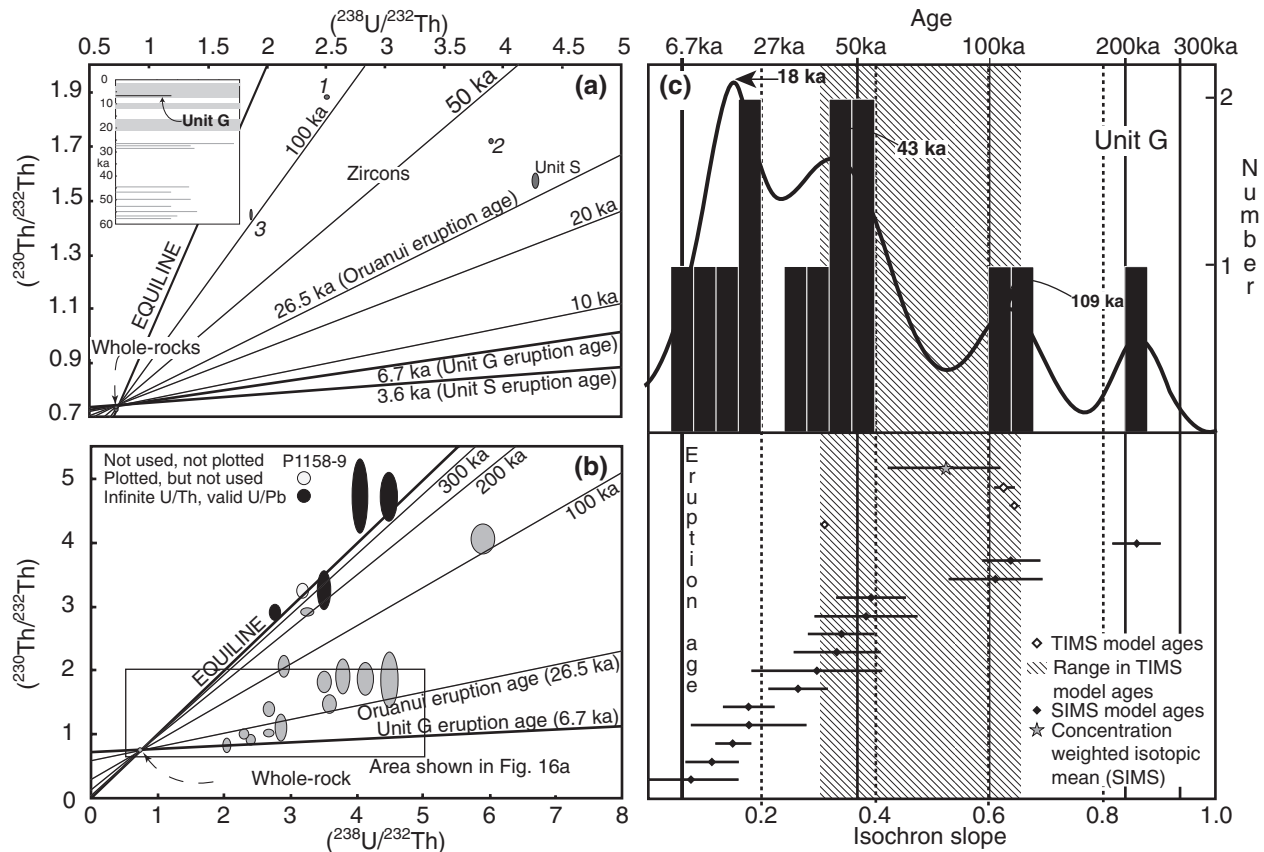 (²³⁸U/²³²Th)
0.5 1 1.5 2 2.5 3 3.5 4 4.5 5
(a)
(²³⁰Th/²³²Th)
1.9
1.7
1.5
1.3
1.1
0.9
0.7
0
10
20
30
ka
40
50
60
Unit G
1
2
3
100 ka
50 ka
Zircons
Unit S
EQUILINE
26.5 ka (Oruanui eruption age)
20 ka
10 ka
Whole-rocks
6.7 ka (Unit G eruption age)
3.6 ka (Unit S eruption age)
(b)
(²³⁰Th/²³²Th)
5
4
3
2
1
0
Not used, not plotted P1158-9
Plotted, but not used
Infinite U/Th, valid U/Pb
300 ka
200 ka
100 ka
EQUILINE
Oruanui eruption age (26.5 ka)
Unit G eruption age (6.7 ka)
Whole-rock
Area shown in Fig. 16a
0 1 2 3 4 5 6 7 8
(²³⁸U/²³²Th)
Age
6.7ka 27ka 50ka 100ka 200ka 300ka
(c)
18 ka
43 ka
109 ka
Unit G
2
1
Number
Eruption age
TIMS model ages
Range in TIMS
model ages
SIMS model ages
Concentration
weighted isotopic
mean (SIMS)
0.2 0.4 0.6 0.8 1.0
Isochron slope